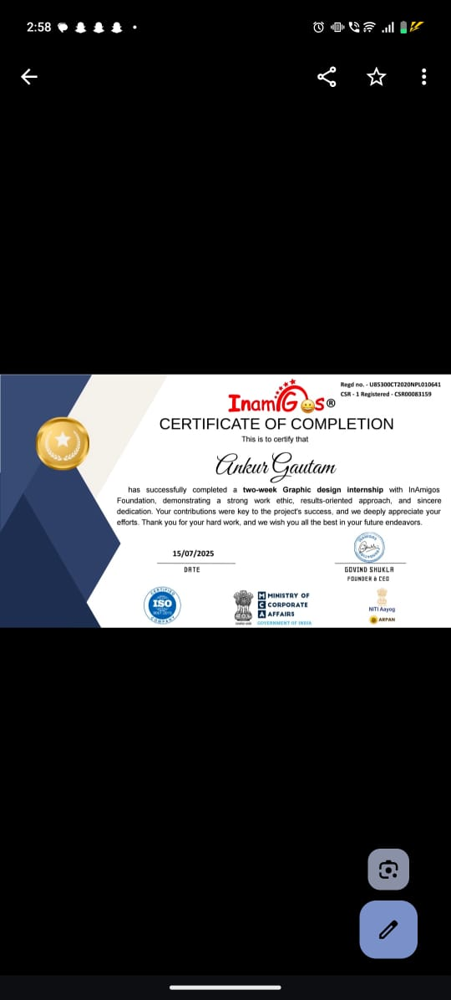 2:58
Regd no. - U85300CT2020NPL010641
CSR - 1 Registered - CSR00083159
InamiGos®
CERTIFICATE OF COMPLETION
This is to certify that
Ankur Gautam
has successfully completed a two-week Graphic design internship with InAmigos
Foundation, demonstrating a strong work ethic, results-oriented approach, and sincere
dedication. Your contributions were key to the project's success, and we deeply appreciate your
efforts. Thank you for your hard work, and we wish you all the best in your future endeavors.
15/07/2025
DATE
GOVIND SHUKLA
FOUNDER & CEO
CERTIFIED
ISO
COMPANY
M MINISTRY OF
C CORPORATE
A AFFAIRS
GOVERNMENT OF INDIA
NITI Aayog
ARPAN